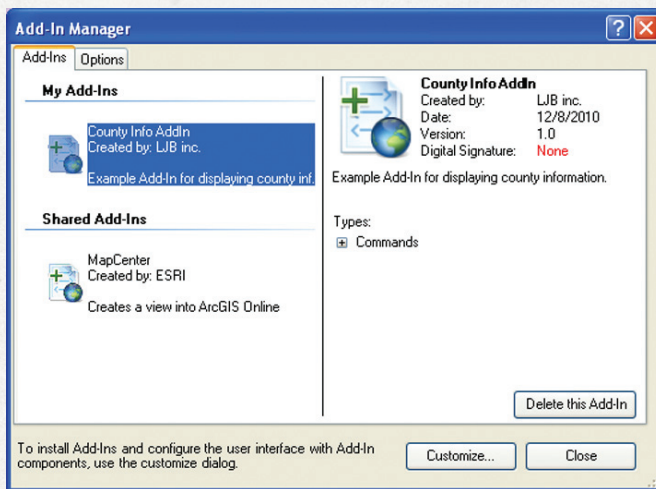 Add-In Manager
Add-Ins
Options
My Add-Ins
County Info AddIn
Created by: LJB inc.
Example Add-In for displaying county inf.
Shared Add-Ins
MapCenter
Created by: ESRI
Creates a view into ArcGIS Online
County Info AddIn
Created by: LJB inc.
Date: 12/8/2010
Version: 1.0
Digital Signature: None
Example Add-In for displaying county information.
Types:
Commands
Delete this Add-In
To install Add-Ins and configure the user interface with Add-In
components, use the customize dialog.
Customize...
Close